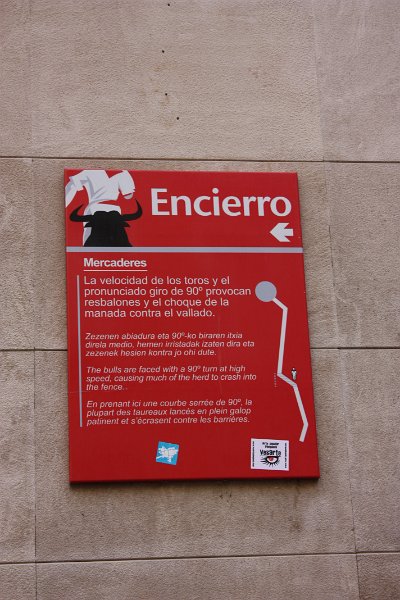 Encierro
Mercaderes
La velocidad de los toros y el
pronunciado giro de 90º provocan
resbalones y el choque de la
manada contra el vallado.
Zezenen abiadura eta 90º-ko biraren itxia
direla medio, hemen irristadak izaten dira eta
zezenek hesien kontra jo ohi dute.
The bulls are faced with a 90º turn at high
speed, causing much of the herd to crash into
the fence..
En prenant ici une courbe serrée de 90º, la
plupart des taureaux lancés en plein galop
patinent et s'écrasent contre les barrières.